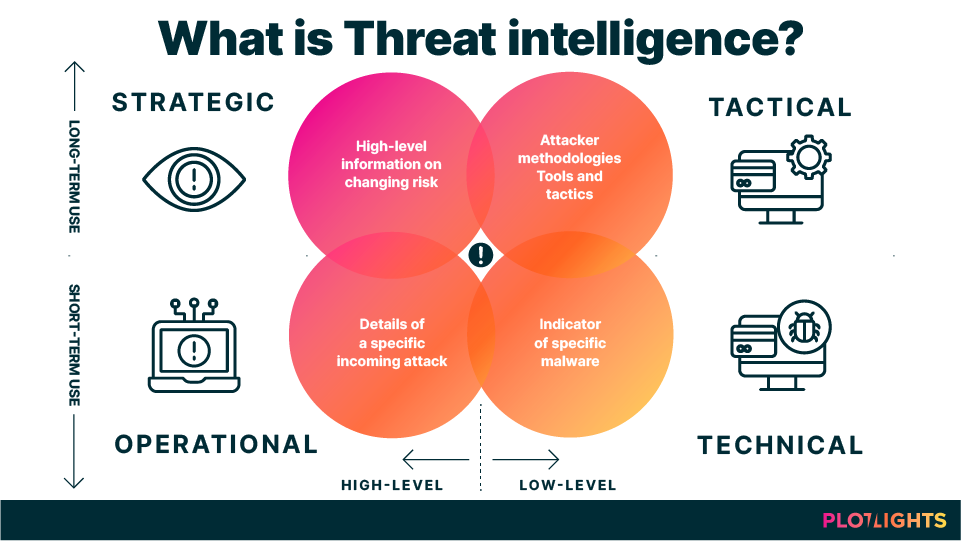 What is Threat intelligence?
STRATEGIC
TACTICAL
LONG-TERM USE
High-level
information on
changing risk
Attacker
methodologies
Tools and
tactics
!
!
SHORT-TERM USE
!
Details of
a specific
incoming attack
Indicator
of specific
malware
OPERATIONAL
TECHNICAL
HIGH-LEVEL
LOW-LEVEL
PLOTLIGHTS